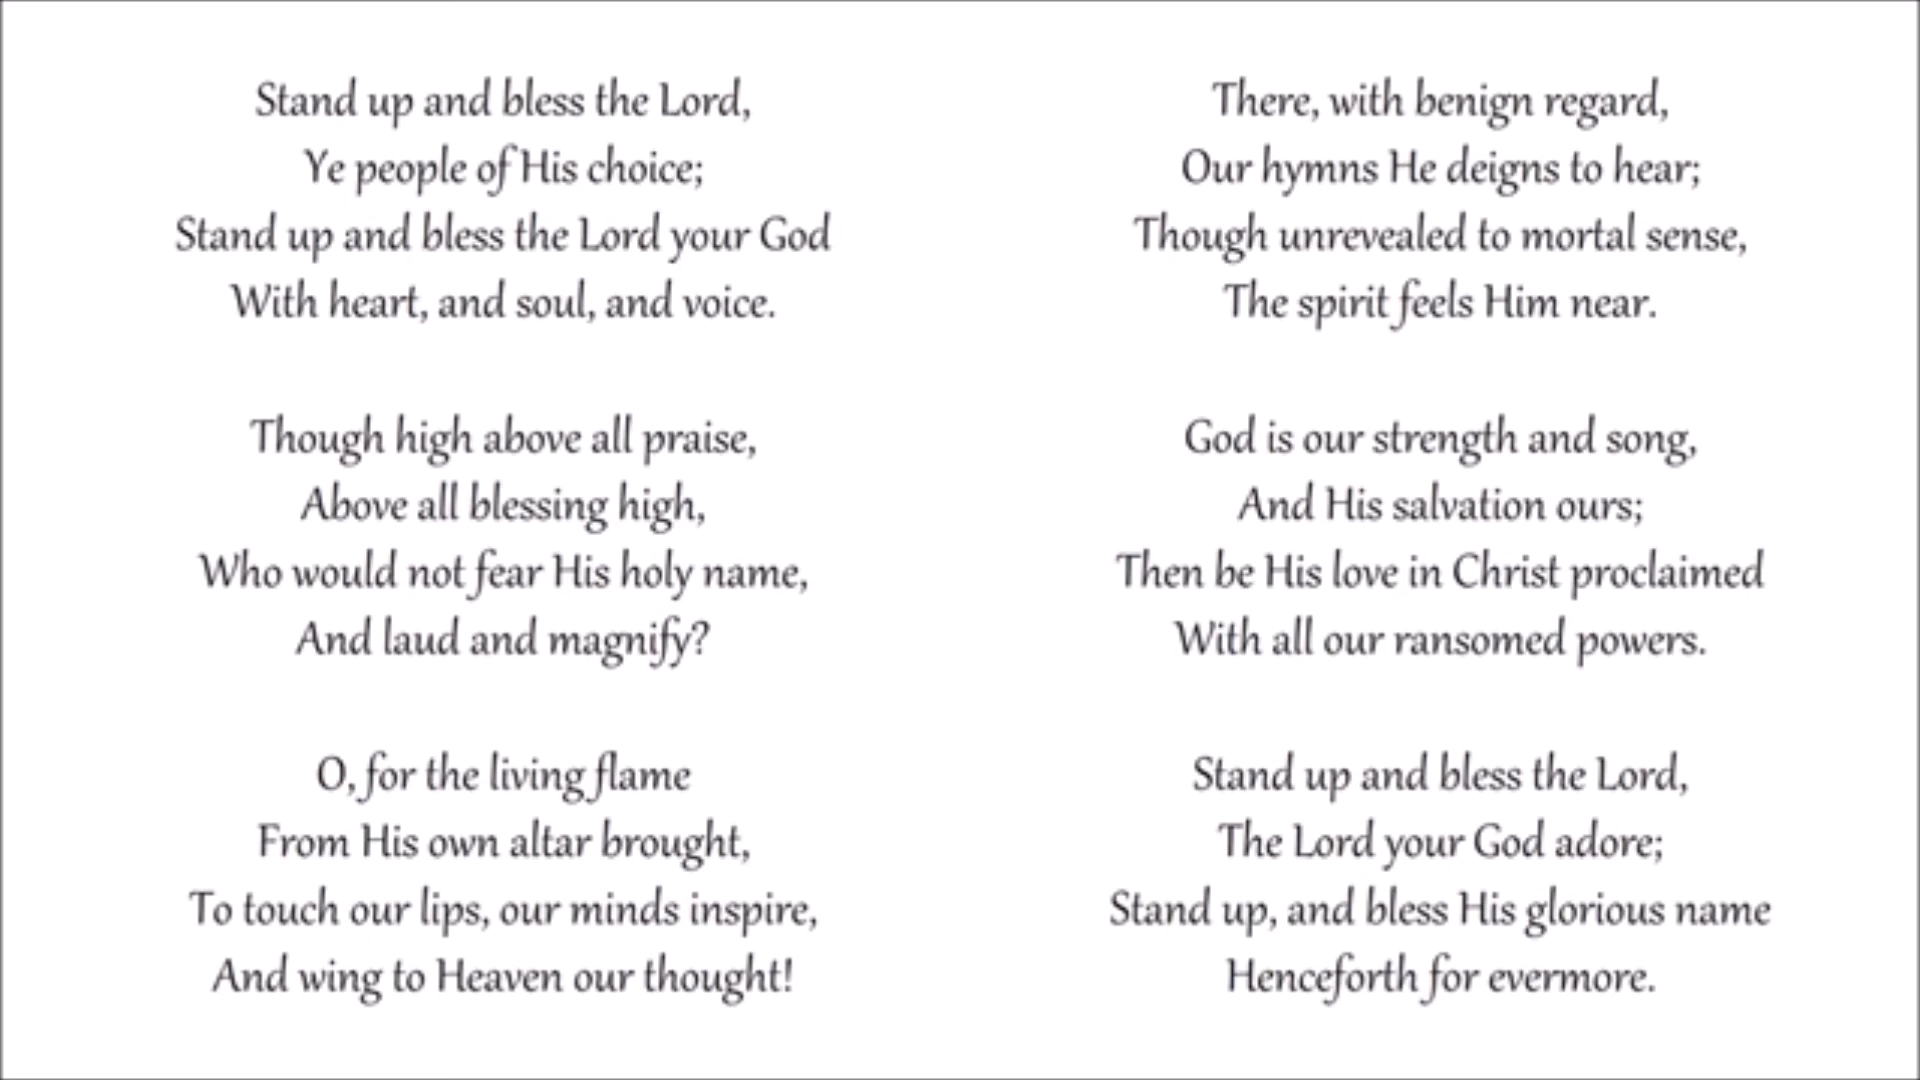 Stand up and bless the Lord,
Ye people of His choice;
Stand up and bless the Lord your God
With heart, and soul, and voice.
Though high above all praise,
Above all blessing high,
Who would not fear His holy name,
And laud and magnify?
O, for the living flame
From His own altar brought,
To touch our lips, our minds inspire,
And wing to Heaven our thought!
There, with benign regard,
Our hymns He deigns to hear;
Though unrevealed to mortal sense,
The spirit feels Him near.
God is our strength and song,
And His salvation ours;
Then be His love in Christ proclaimed
With all our ransomed powers.
Stand up and bless the Lord,
The Lord your God adore;
Stand up, and bless His glorious name
Henceforth for evermore.